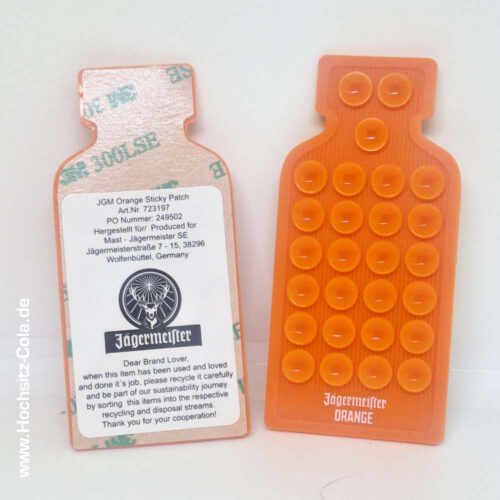 3M
300LSE
JGM Orange Sticky Patch
Art.Nr. 723197
PO Number: 249502
Hergestellt für/ Produced for
Mast - Jägermeister SE
Jägermeisterstraße 7 - 15, 38296
Wolfenbüttel, Germany
Jägermeister
Dear Brand Lover,
when this item has been used and loved
and done it´s job, please recycle it carefully
and be part of our sustainability journey
by sorting this items into the respective
recycling and disposal streams.
Thank you for your cooperation!
Jägermeister
ORANGE
www.Hochsitz-Cola.de